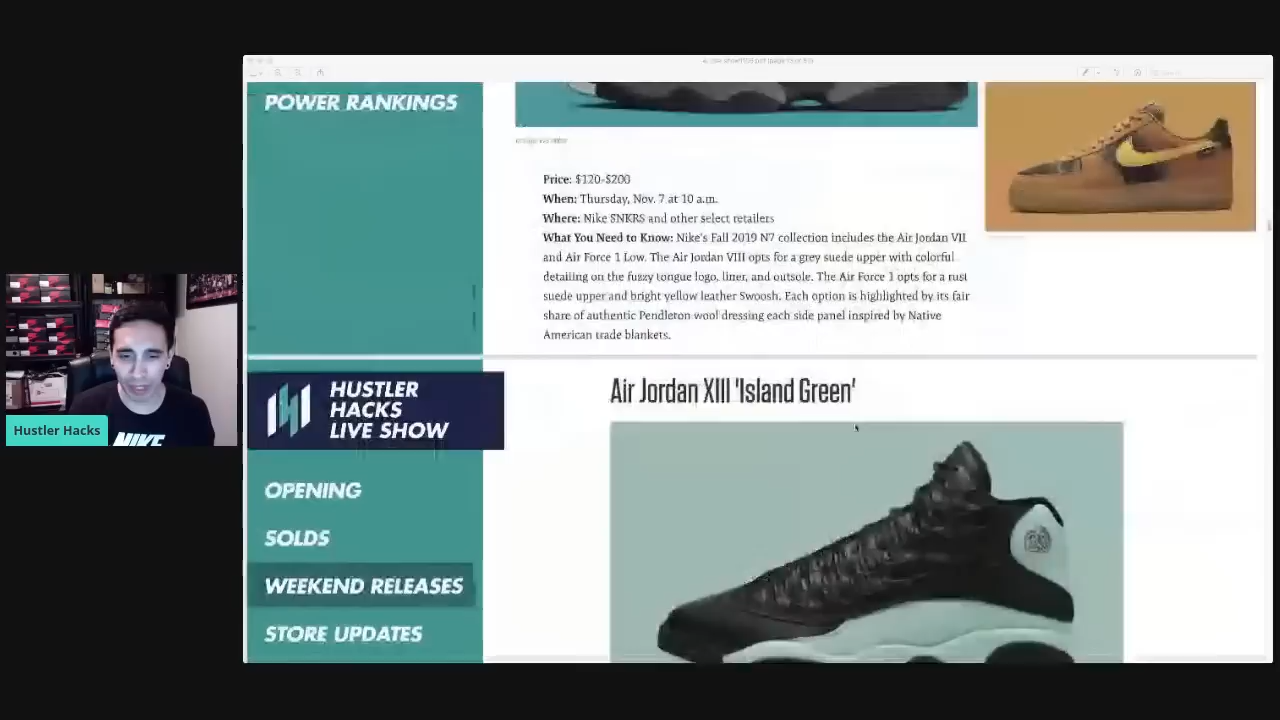 POWER RANKINGS
Price: $120-$200
When: Thursday, Nov. 7 at 10 a.m.
Where: Nike SNKRS and other select retailers
What You Need to Know: Nike's Fall 2019 N7 collection includes the Air Jordan VII
and Air Force 1 Low. The Air Jordan VIII opts for a grey suede upper with colorful
detailing on the fuzzy tongue logo, liner, and outsole. The Air Force 1 opts for a rust
suede upper and bright yellow leather Swoosh. Each option is highlighted by its fair
share of authentic Pendleton wool dressing each side panel inspired by Native
American trade blankets.
HUSTLER
HACKS
LIVE SHOW
Air Jordan XIII 'Island Green'
OPENING
SOLDS
WEEKEND RELEASES
STORE UPDATES
Hustler Hacks
NIKE
23